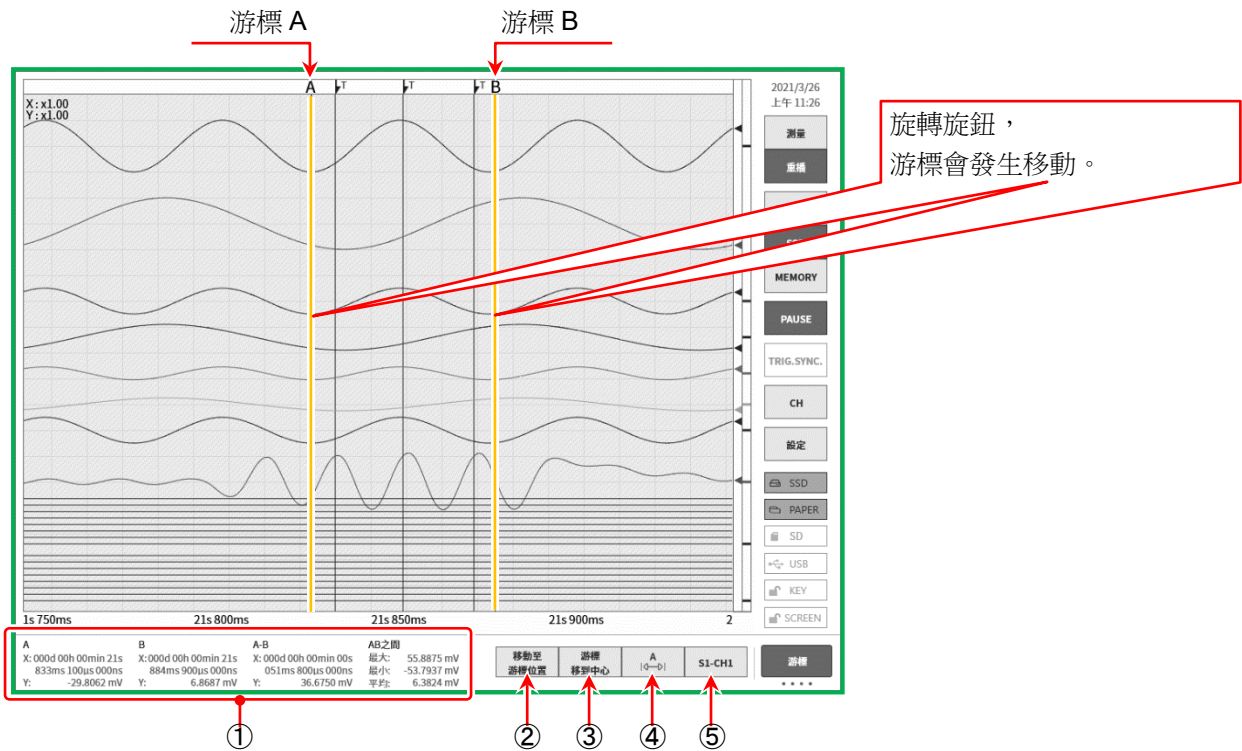 游標 A
游標 B
A
T
T
T
B
X: x1.00
Y: x1.00
2021/3/26
上午 11:26
測量
重播
旋轉旋鈕，
游標會發生移動。
MEMORY
PAUSE
TRIG.SYNC.
CH
設定
SSD
PAPER
SD
USB
KEY
SCREEN
1s 750ms
21s 800ms
21s 850ms
21s 900ms
2
A
X: 000d 00h 00min 21s
833ms 100μs 000ns
Y: -29.8062 mV
B
X: 000d 00h 00min 21s
884ms 900μs 000ns
Y: 6.8687 mV
A-B
X: 000d 00h 00min 00s
051ms 800μs 000ns
Y: 36.6750 mV
AB之間
最大: 55.8875 mV
最小: -53.7937 mV
平均: 6.3824 mV
移動至
游標位置
游標
移到中心
A
S1-CH1
游標
①
②
③
④
⑤